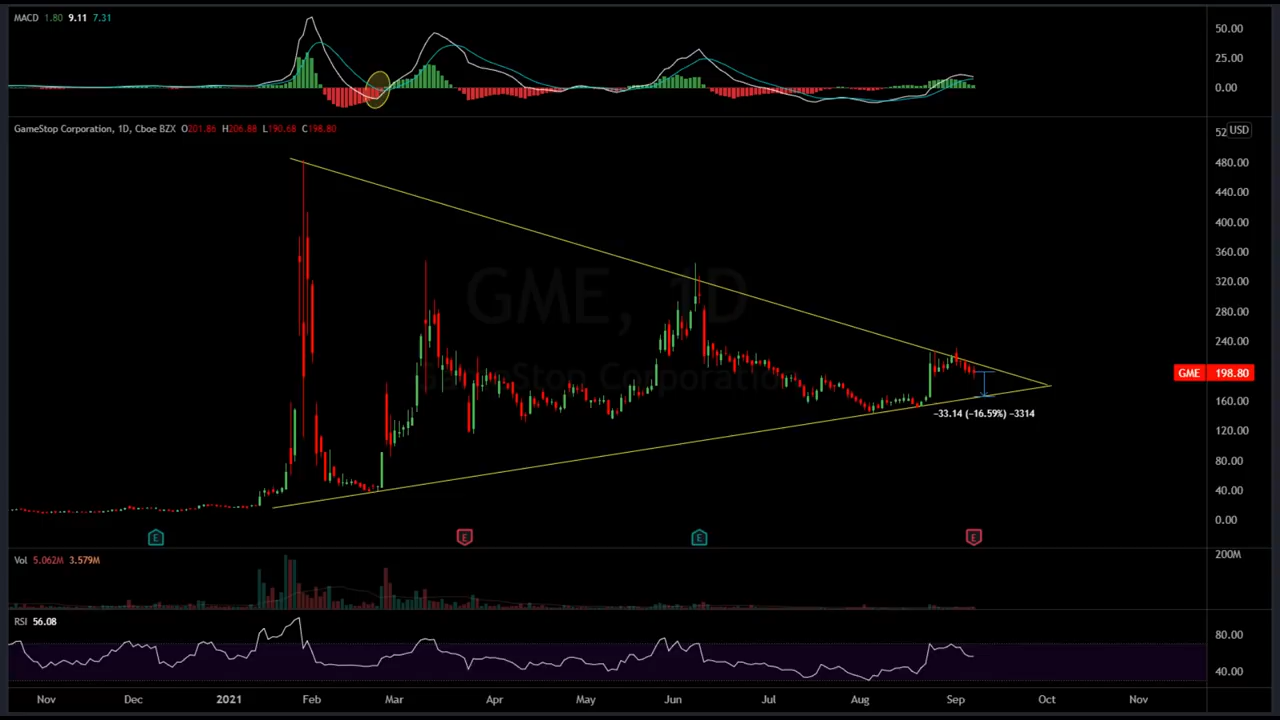 MACD 1.80 9.11 7.31
50.00
25.00
0.00
GameStop Corporation, 1D, Cboe BZX O201.86 H206.88 L190.68 C198.80
52 USD
480.00
440.00
400.00
360.00
320.00
280.00
240.00
GME 198.80
160.00
120.00
80.00
40.00
0.00
GME, 1D
GameStop Corporation
−33.14 (−16.59%) −3314
E E E E
Vol 5.062M 3.579M
200M
RSI 56.08
80.00
40.00
Nov Dec 2021 Feb Mar Apr May Jun Jul Aug Sep Oct Nov